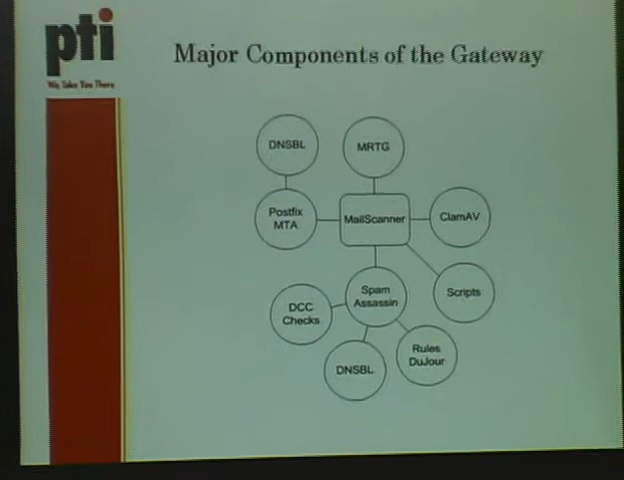 pti
We Take You There
Major Components of the Gateway
DNSBL
MRTG
Postfix
MTA
MailScanner
ClamAV
Spam
Assassin
Scripts
DCC
Checks
Rules
DuJour
DNSBL